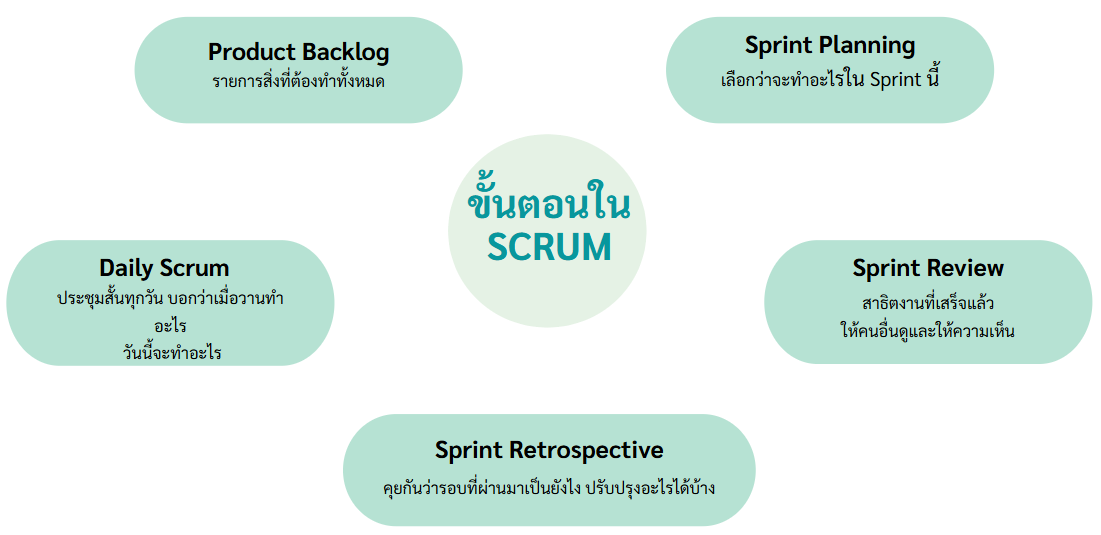 Product Backlog
รายการสิ่งที่ต้องทำทั้งหมด
Sprint Planning
เลือกว่าจะทำอะไรใน Sprint นี้
ขั้นตอนใน
SCRUM
Daily Scrum
ประชุมสั้นทุกวัน บอกว่าเมื่อวานทำ
อะไร
วันนี้จะทำอะไร
Sprint Review
สาธิตงานที่เสร็จแล้ว
ให้คนอื่นดูและให้ความเห็น
Sprint Retrospective
คุยกันว่ารอบที่ผ่านมาเป็นยังไง ปรับปรุงอะไรได้บ้าง